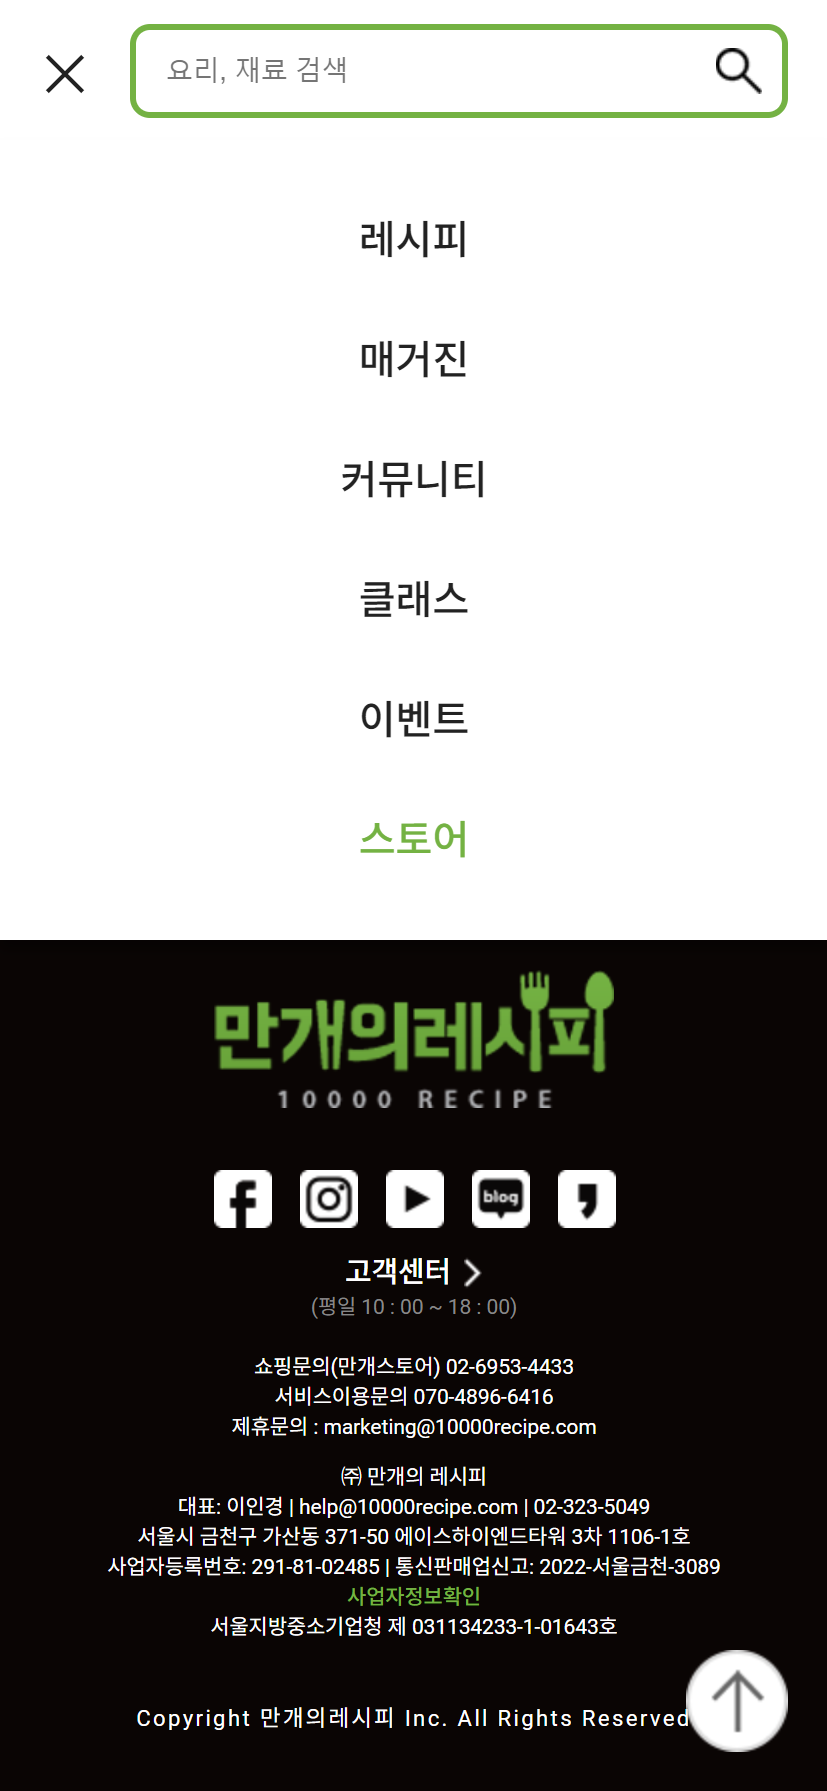 요리, 재료 검색
레시피
매거진
커뮤니티
클래스
이벤트
스토어
만개의레시피
10000 RECIPE
blog
고객센터
(평일 10 : 00 ~ 18 : 00)
쇼핑문의(만개스토어) 02-6953-4433
서비스이용문의 070-4896-6416
제휴문의 : marketing@10000recipe.com
㈜ 만개의 레시피
대표: 이인경 | help@10000recipe.com | 02-323-5049
서울시 금천구 가산동 371-50 에이스하이엔드타워 3차 1106-1호
사업자등록번호: 291-81-02485 | 통신판매업신고: 2022-서울금천-3089
사업자정보확인
서울지방중소기업청 제 031134233-1-01643호
Copyright 만개의레시피 Inc. All Rights Reserved